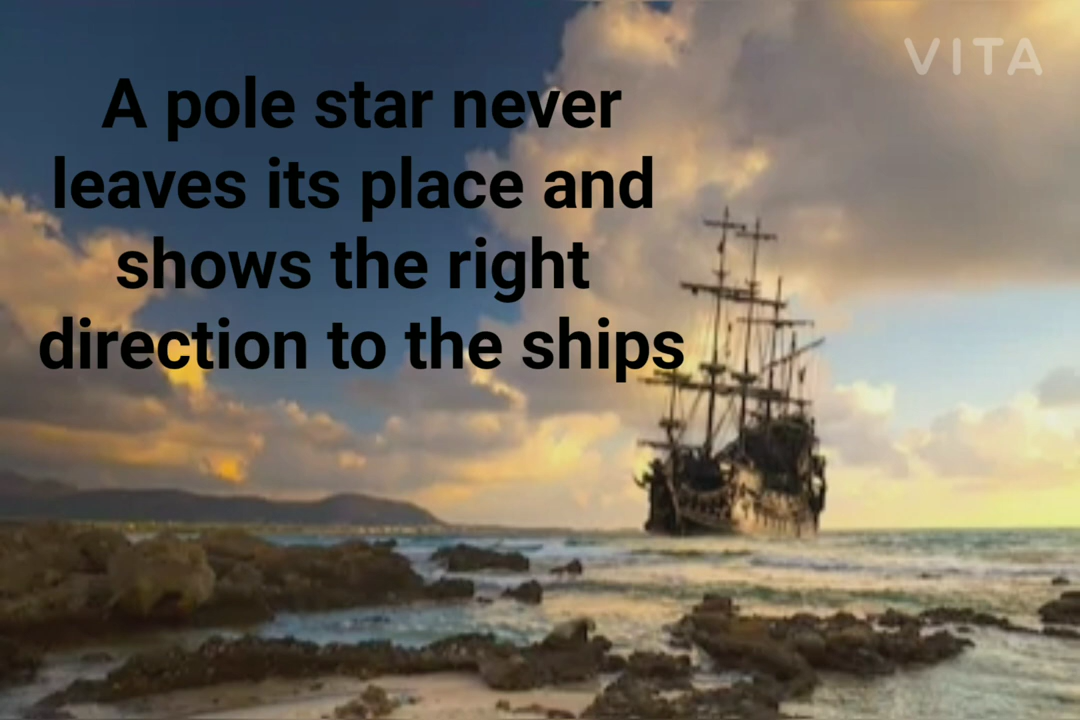 VITA
A pole star never
leaves its place and
shows the right
direction to the ships